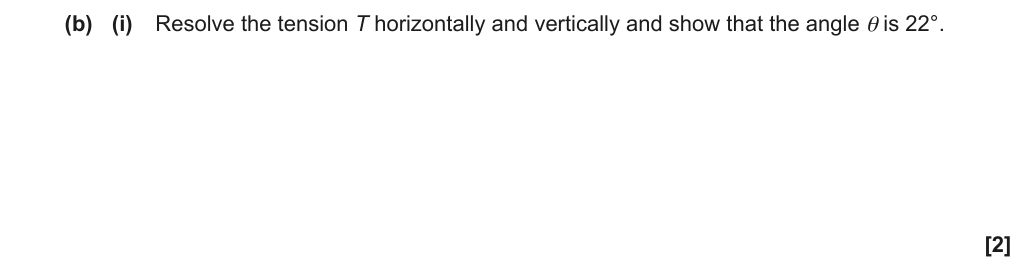 (b) (i) Resolve the tension T horizontally and vertically and show that the angle θ is 22°.
[2]